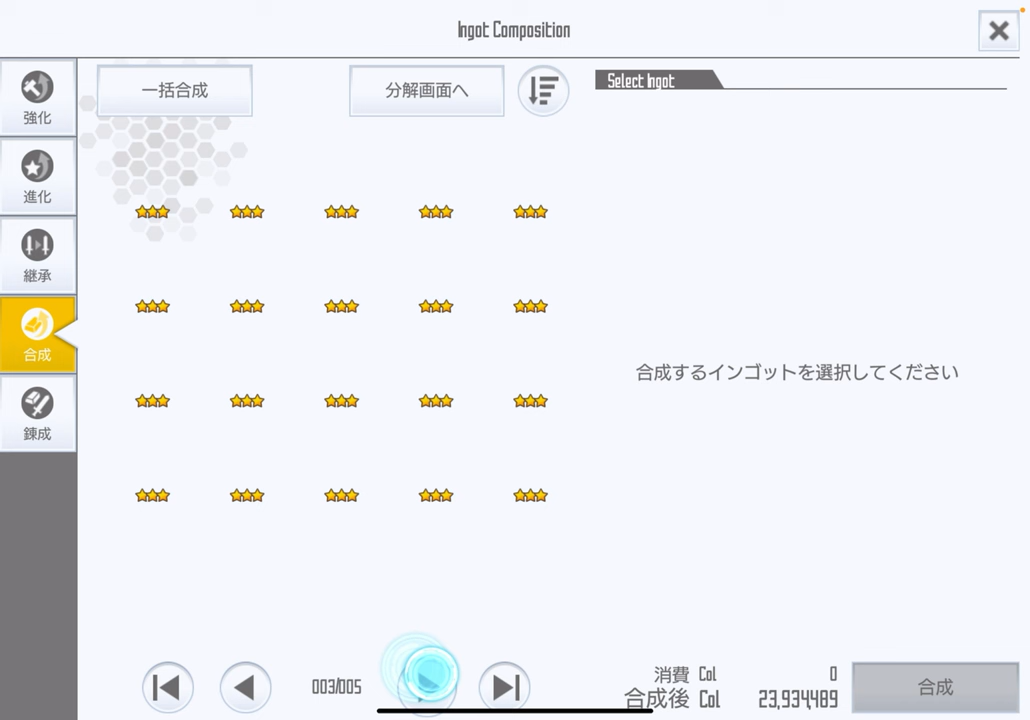 Ingot Composition
強化
進化
継承
合成
錬成
一括合成
分解画面へ
Select Ingot
合成するインゴットを選択してください
003/005
消費 Col 0
合成後 Col 23,934,489
合成